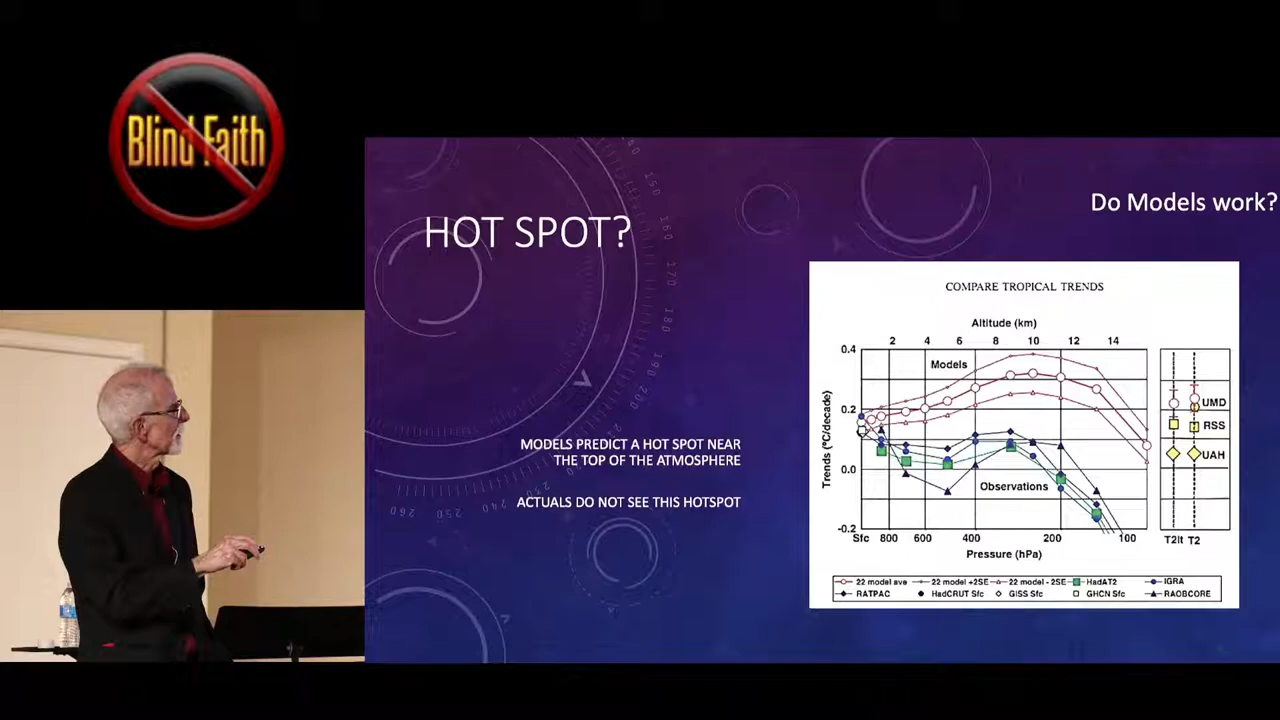 Blind Faith
Do Models work?
HOT SPOT?
MODELS PREDICT A HOT SPOT NEAR
THE TOP OF THE ATMOSPHERE
ACTUALS DO NOT SEE THIS HOTSPOT
COMPARE TROPICAL TRENDS
Altitude (km)
2 4 6 8 10 12 14
0.4
Models
0.2
UMD
RSS
UAH
0.0
Observations
-0.2
Trends (ºC/decade)
Sfc 800 600 400 200 100
T2lt T2
Pressure (hPa)
22 model ave 22 model +2SE 22 model - 2SE HadAT2 IGRA
RATPAC HadCRUT Sfc GISS Sfc GHCN Sfc RAOBCORE